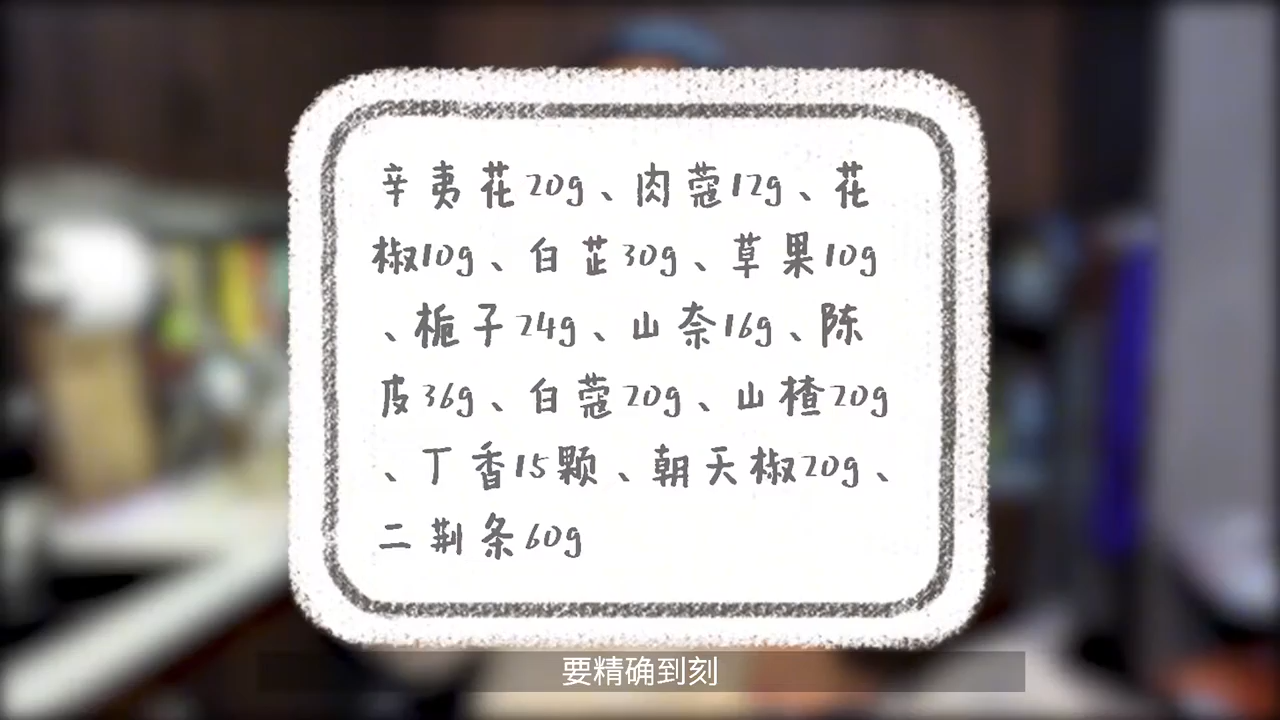 辛夷花20g、肉蔻12g、花
椒10g、白芷30g、草果10g
、栀子24g、山奈16g、陈
皮36g、白蔻20g、山楂20g
、丁香15颗、朝天椒20g、
二荆条60g
要精确到刻